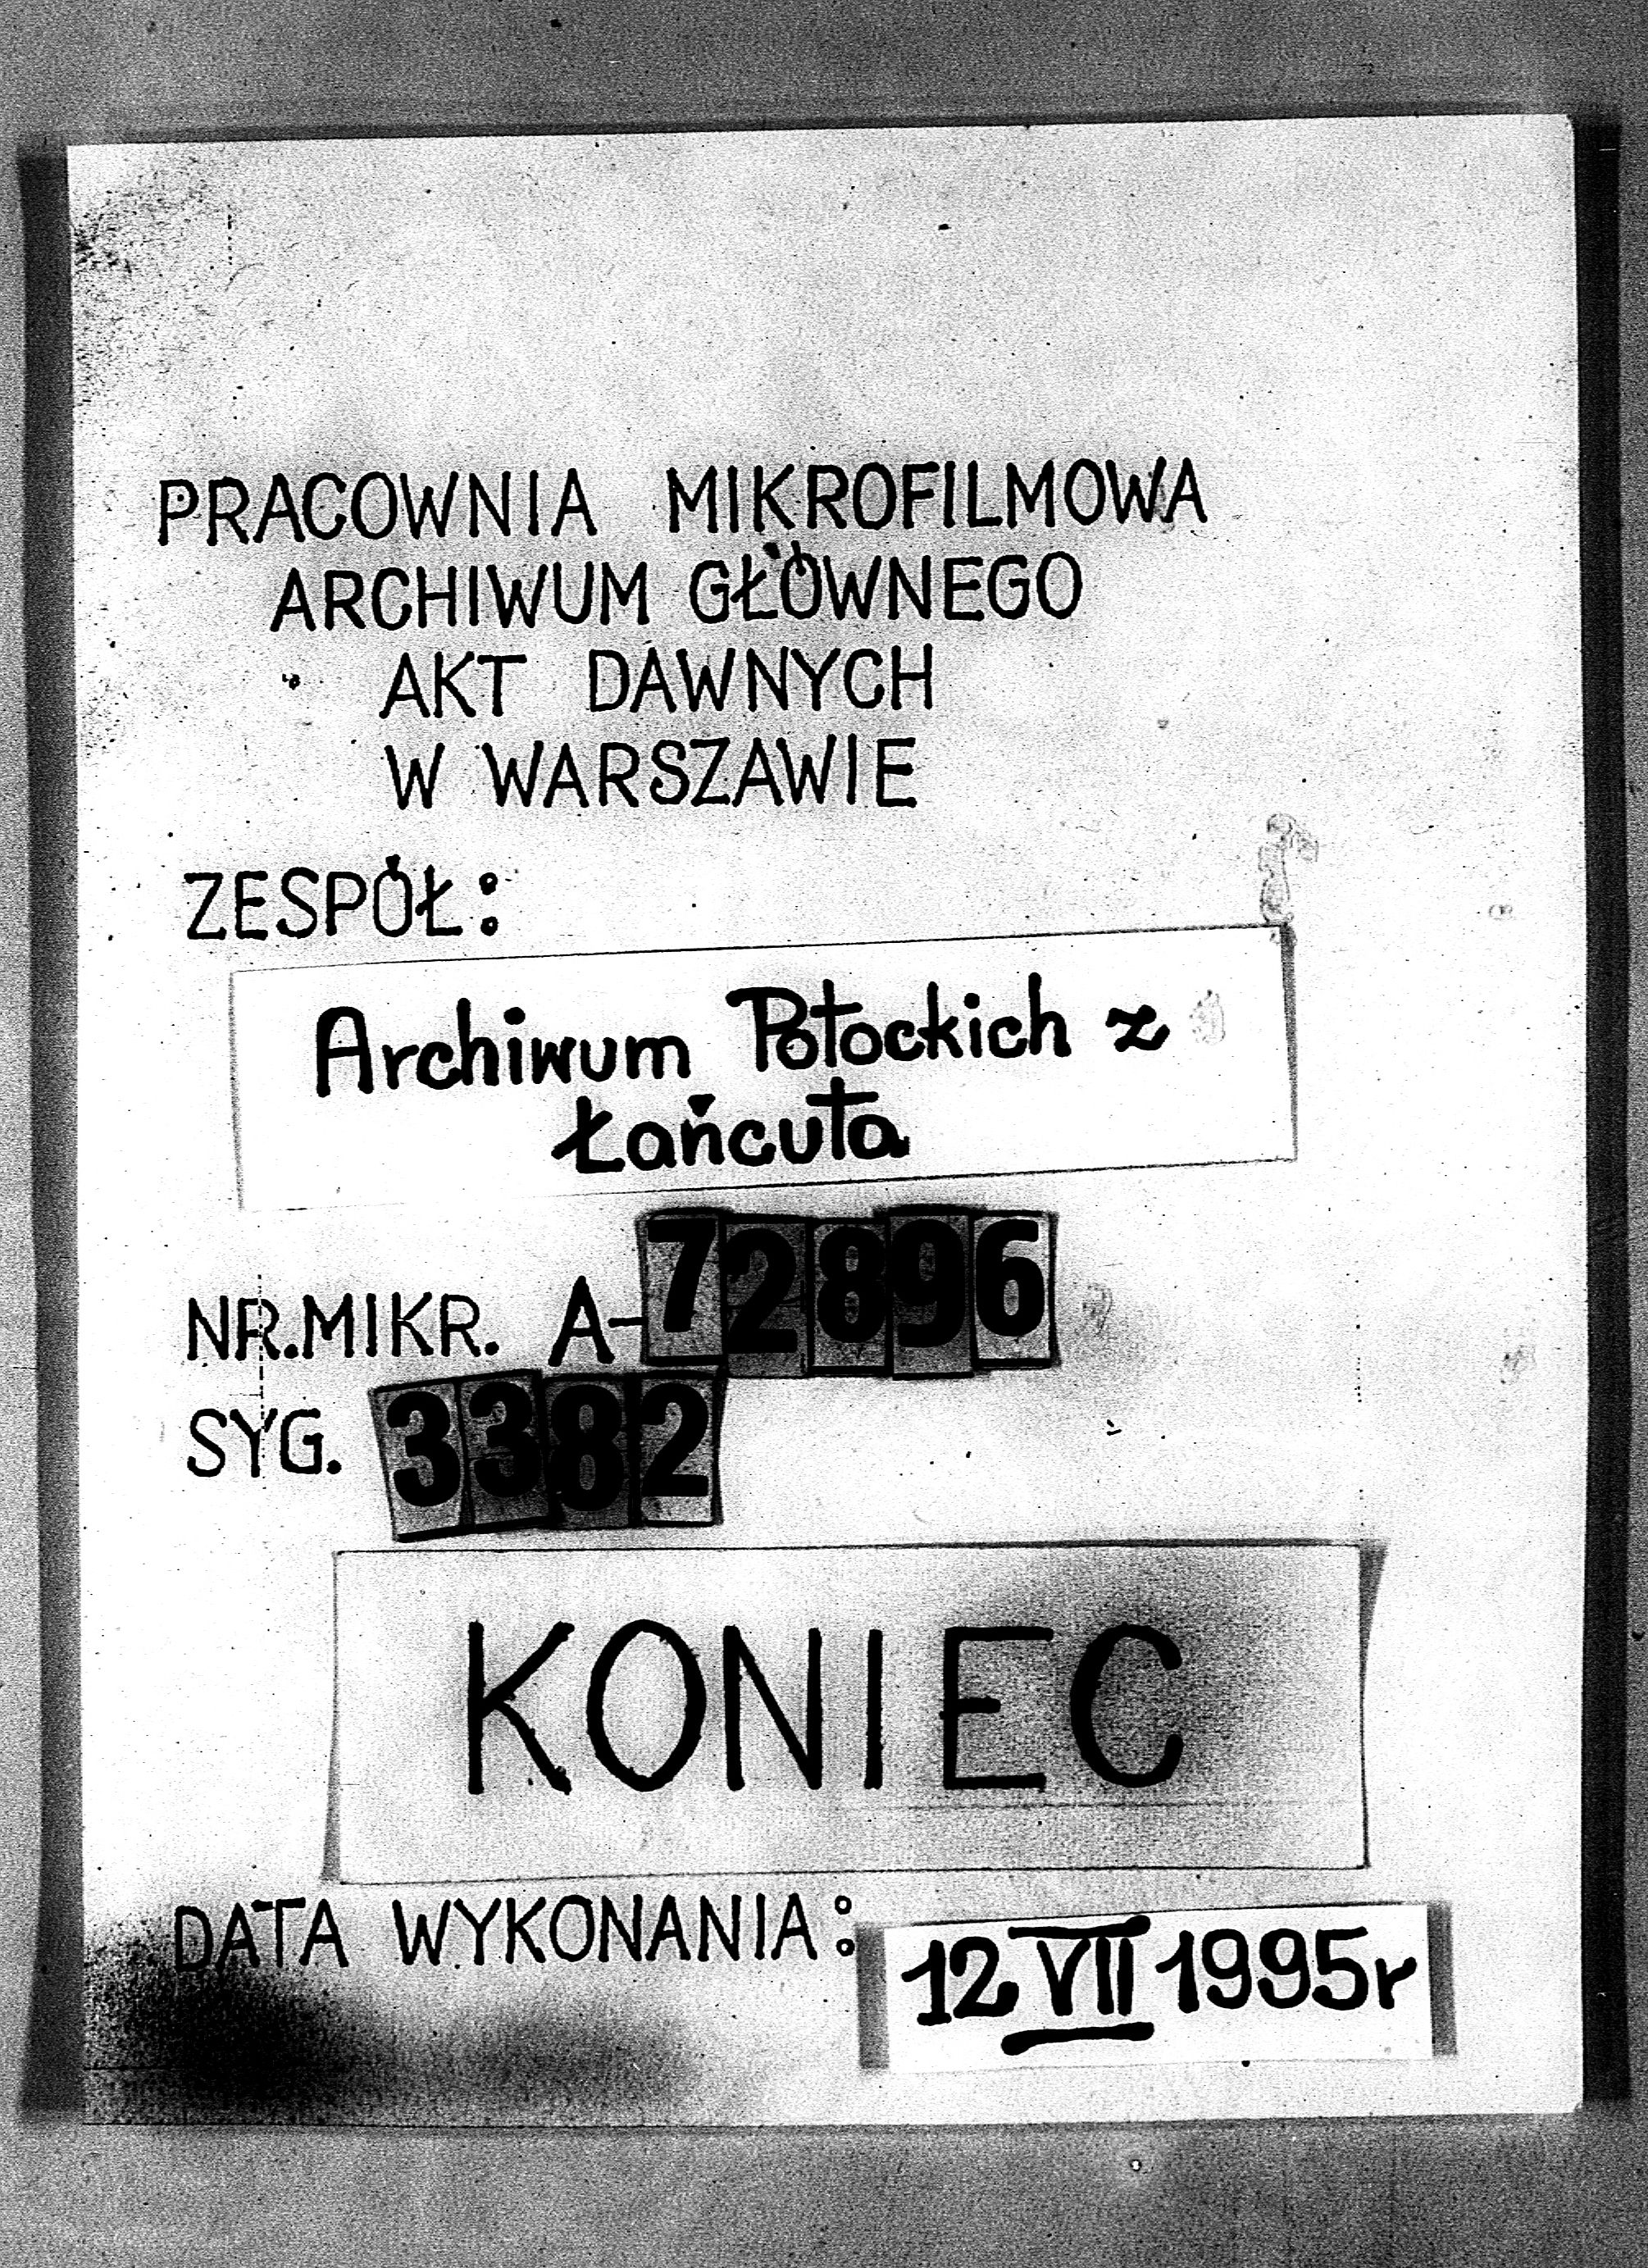 PRACOWNIA MIKROFILMOWA
ARCHIWUM GŁÓWNEGO
AKT DAWNYCH
W WARSZAWIE
ZESPÓŁ:
Archiwum Potockich z
Łańcuta
NR.MIKR. A-72896
SYG. 3382
KONIEC
DATA WYKONANIA: 12 VII 1995r